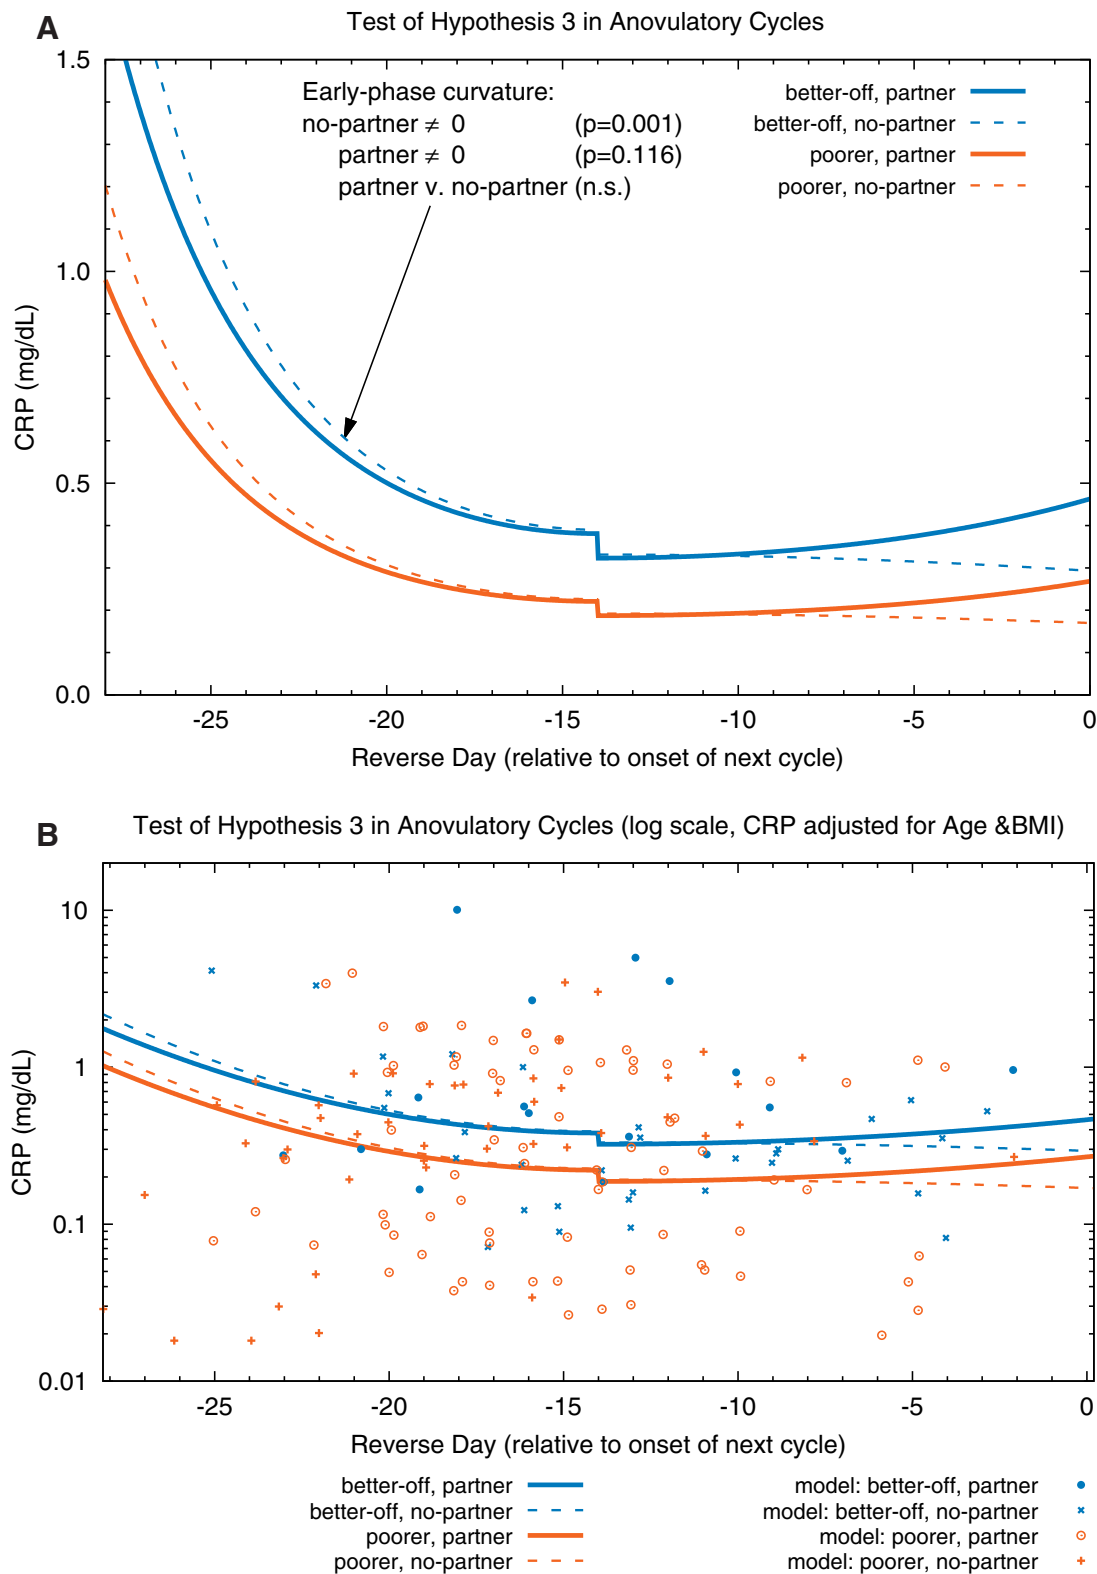 A
Test of Hypothesis 3 in Anovulatory Cycles
1.5
1.0
0.5
0.0
CRP (mg/dL)
Early-phase curvature:
no-partner ≠ 0 (p=0.001)
partner ≠ 0 (p=0.116)
partner v. no-partner (n.s.)
better-off, partner
better-off, no-partner
poorer, partner
poorer, no-partner
-25 -20 -15 -10 -5 0
Reverse Day (relative to onset of next cycle)
B
Test of Hypothesis 3 in Anovulatory Cycles (log scale, CRP adjusted for Age &BMI)
10
1
0.1
0.01
CRP (mg/dL)
-25 -20 -15 -10 -5 0
Reverse Day (relative to onset of next cycle)
better-off, partner
better-off, no-partner
poorer, partner
poorer, no-partner
model: better-off, partner
model: better-off, no-partner
model: poorer, partner
model: poorer, no-partner